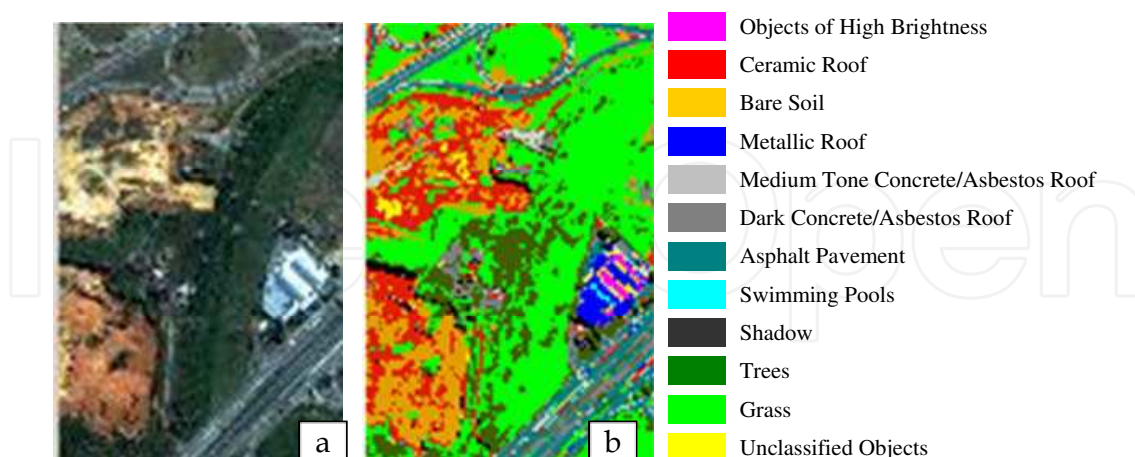 Objects of High Brightness
Ceramic Roof
Bare Soil
Metallic Roof
Medium Tone Concrete/Asbestos Roof
Dark Concrete/Asbestos Roof
Asphalt Pavement
Swimming Pools
Shadow
Trees
Grass
Unclassified Objects
a
b